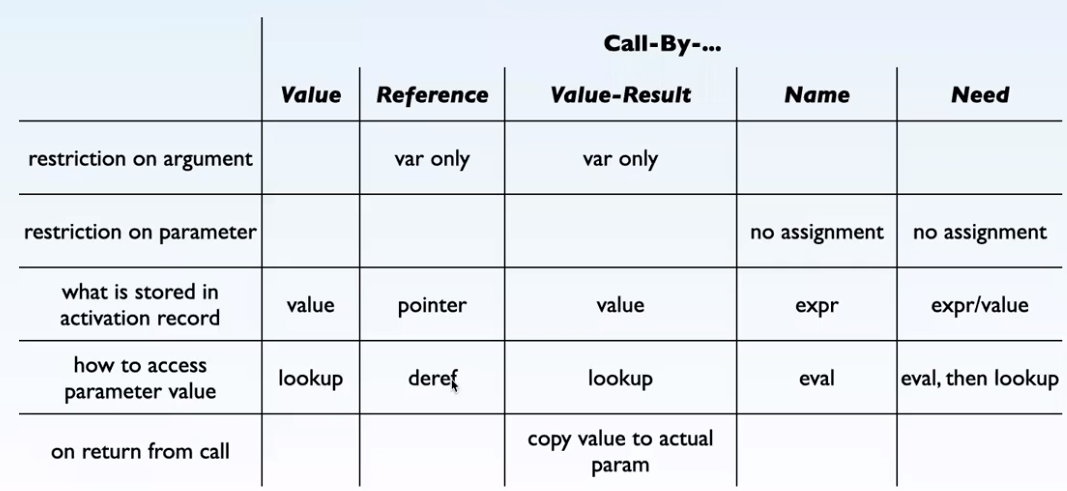 Call-By-...
Value Reference Value-Result Name Need
restriction on argument var only var only
restriction on parameter no assignment no assignment
what is stored in
activation record value pointer value expr expr/value
how to access
parameter value lookup deref lookup eval eval, then lookup
on return from call copy value to actual
param